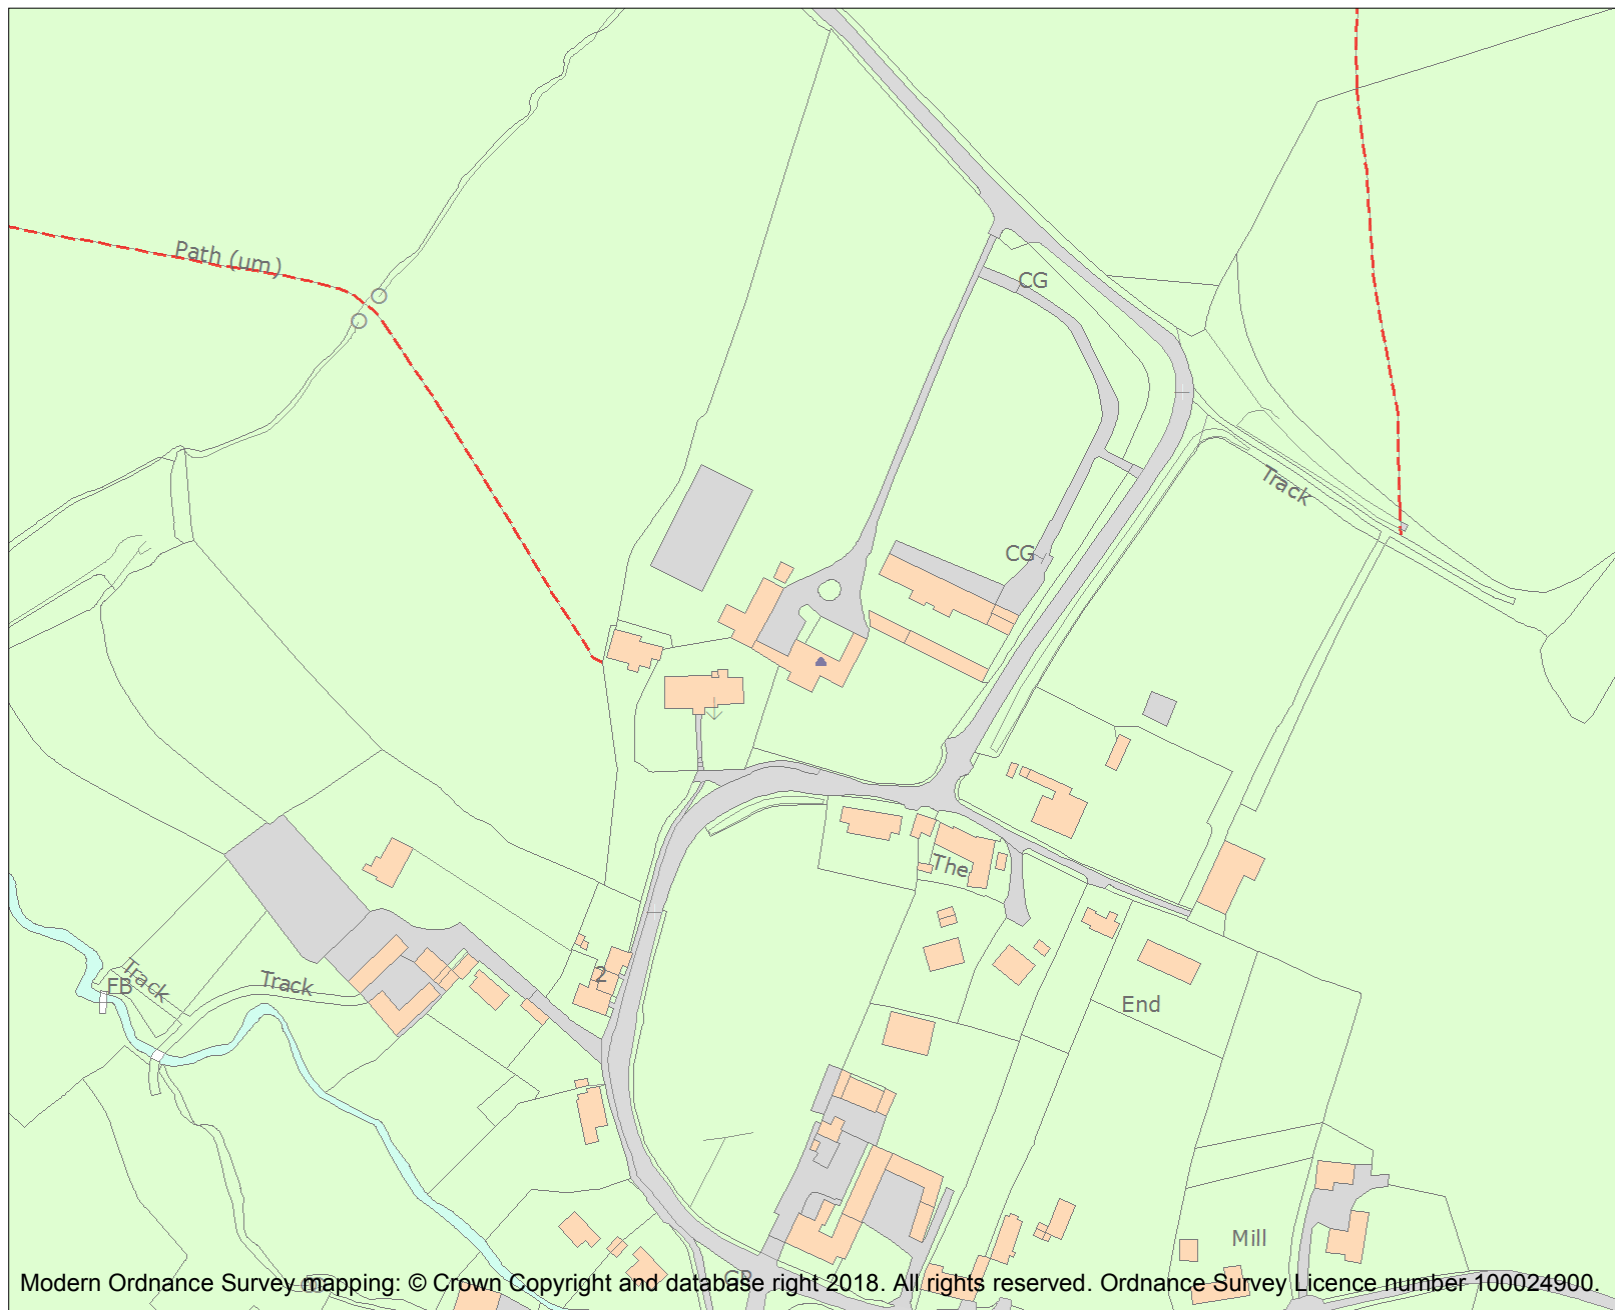 Path (um)
CG
Track
CG
The
2
Track
FB
Track
End
Mill
GP
Modern Ordnance Survey mapping: © Crown Copyright and database right 2018. All rights reserved. Ordnance Survey Licence number 100024900.